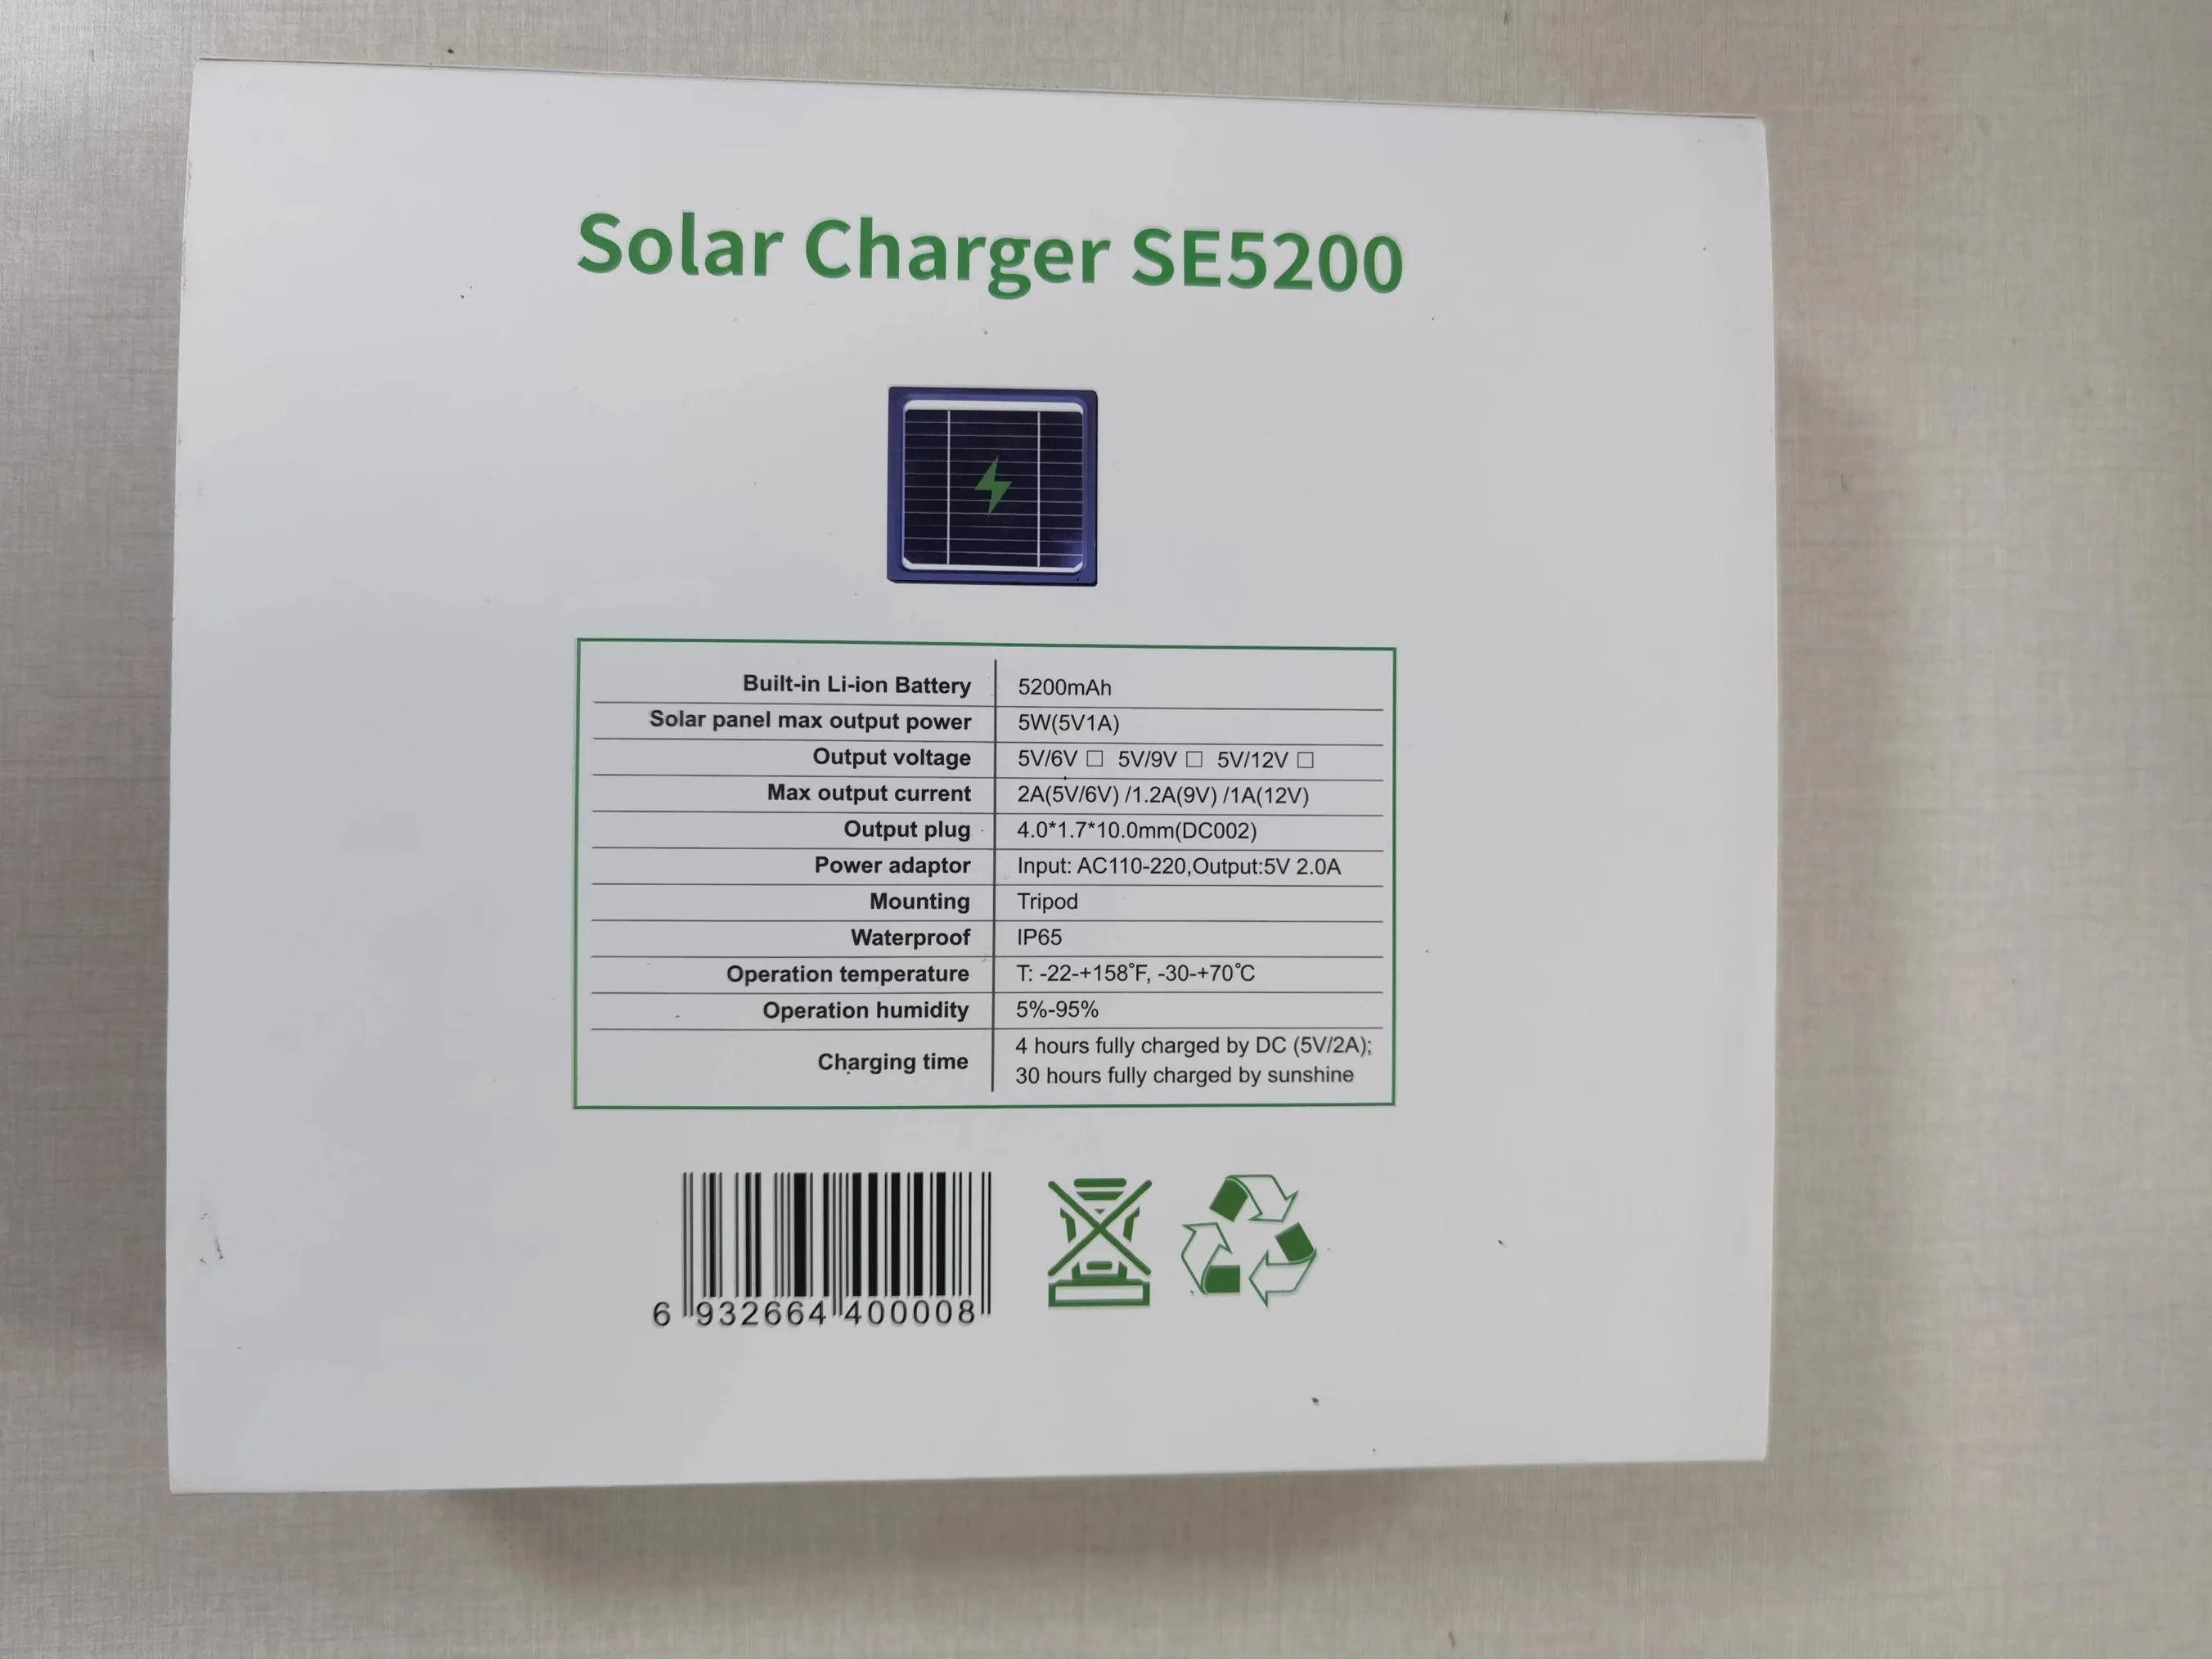 Solar Charger SE5200
Built-in Li-ion Battery 5200mAh
Solar panel max output power 5W(5V1A)
Output voltage 5V/6V □ 5V/9V □ 5V/12V □
Max output current 2A(5V/6V) /1.2A(9V) /1A(12V)
Output plug 4.0*1.7*10.0mm(DC002)
Power adaptor Input: AC110-220,Output:5V 2.0A
Mounting Tripod
Waterproof IP65
Operation temperature T: -22-+158°F, -30-+70°C
Operation humidity 5%-95%
Charging time 4 hours fully charged by DC (5V/2A);
30 hours fully charged by sunshine
6 932664 400008